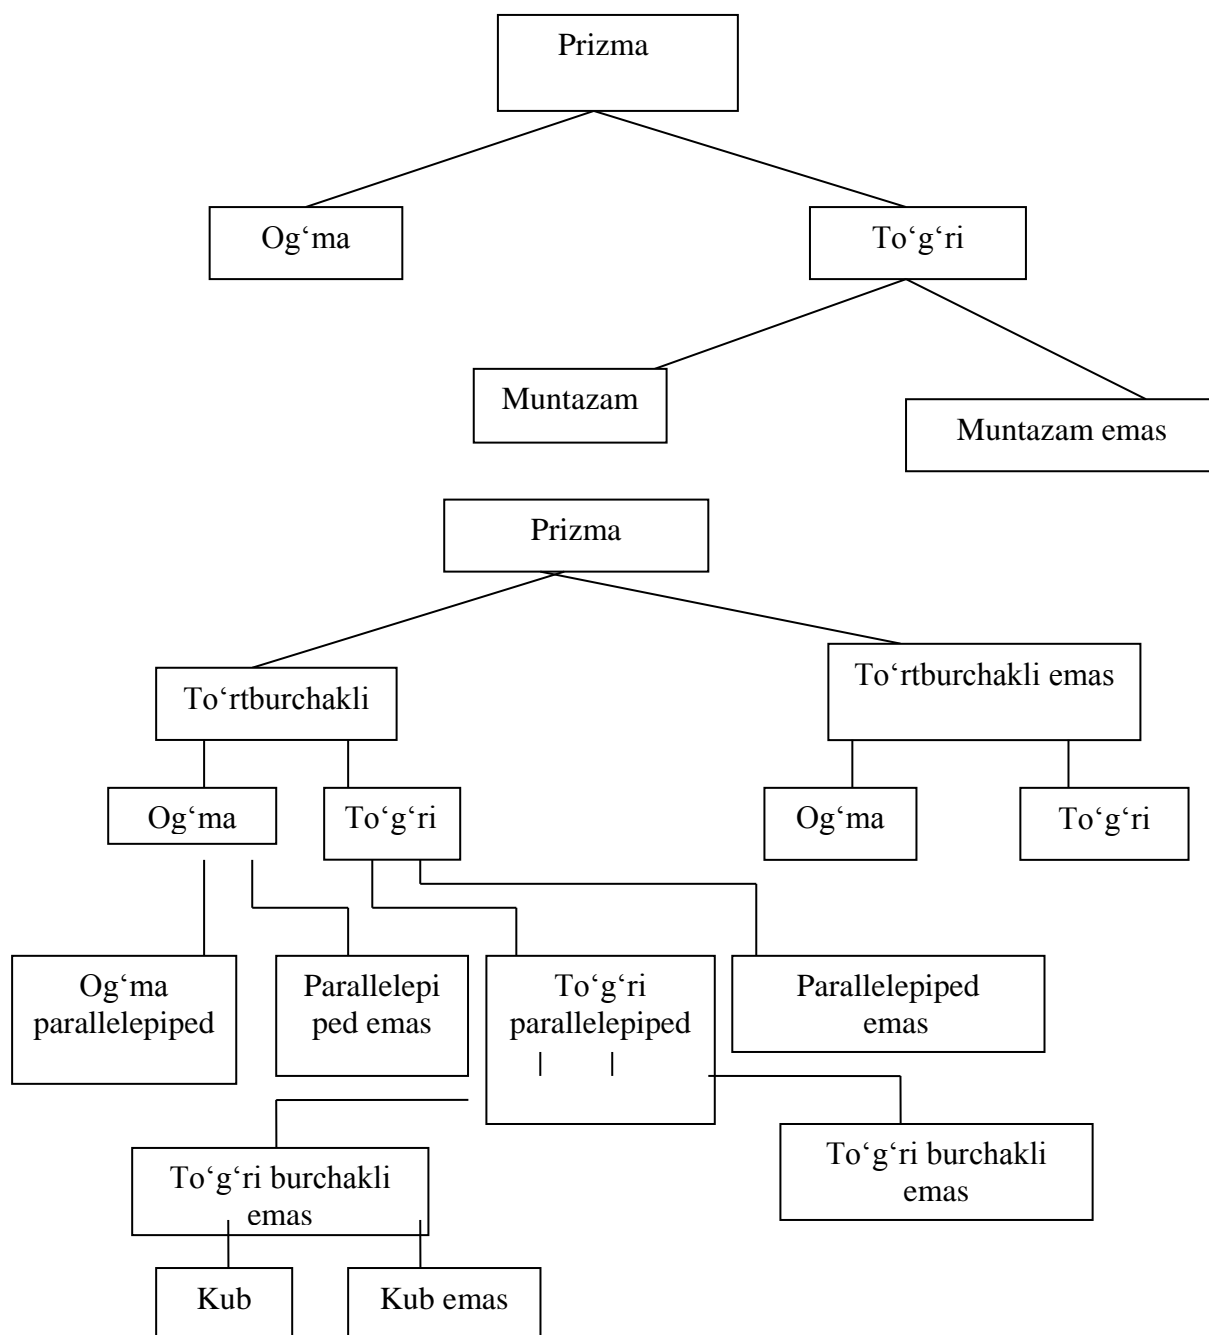 Prizma
Og‘ma
To‘g‘ri
Muntazam
Muntazam emas
Prizma
To‘rtburchakli
To‘rtburchakli emas
Og‘ma
To‘g‘ri
Og‘ma
To‘g‘ri
Og‘ma
parallelepiped
Parallelepi
ped emas
To‘g‘ri
parallelepiped
Parallelepiped
emas
To‘g‘ri burchakli
emas
To‘g‘ri burchakli
emas
Kub
Kub emas